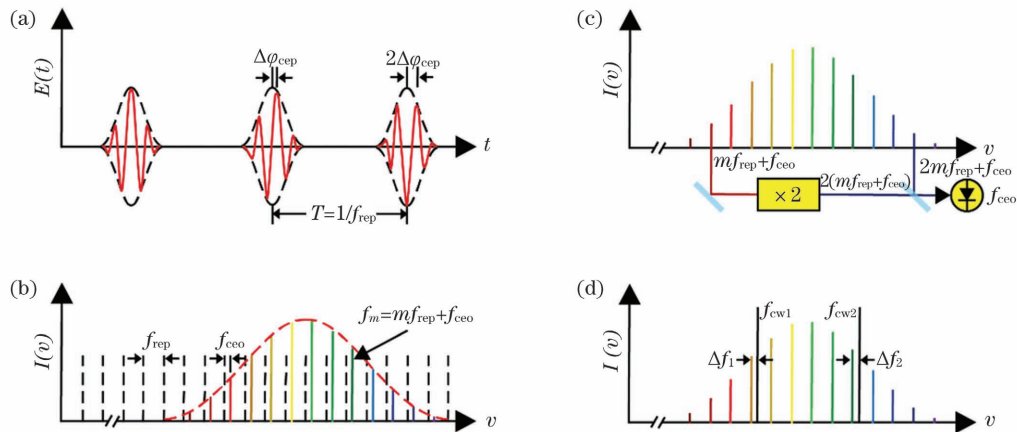 (a)
E(t)
Δφcep
2Δφcep
t
T=1/frep
(b)
I(v)
frep
fceo
fm=mfrep+fceo
v
(c)
I(v)
v
mfrep+fceo
2mfrep+fceo
×2
2(mfrep+fceo)
fceo
(d)
I (v)
fcw1
fcw2
Δf1
Δf2
v